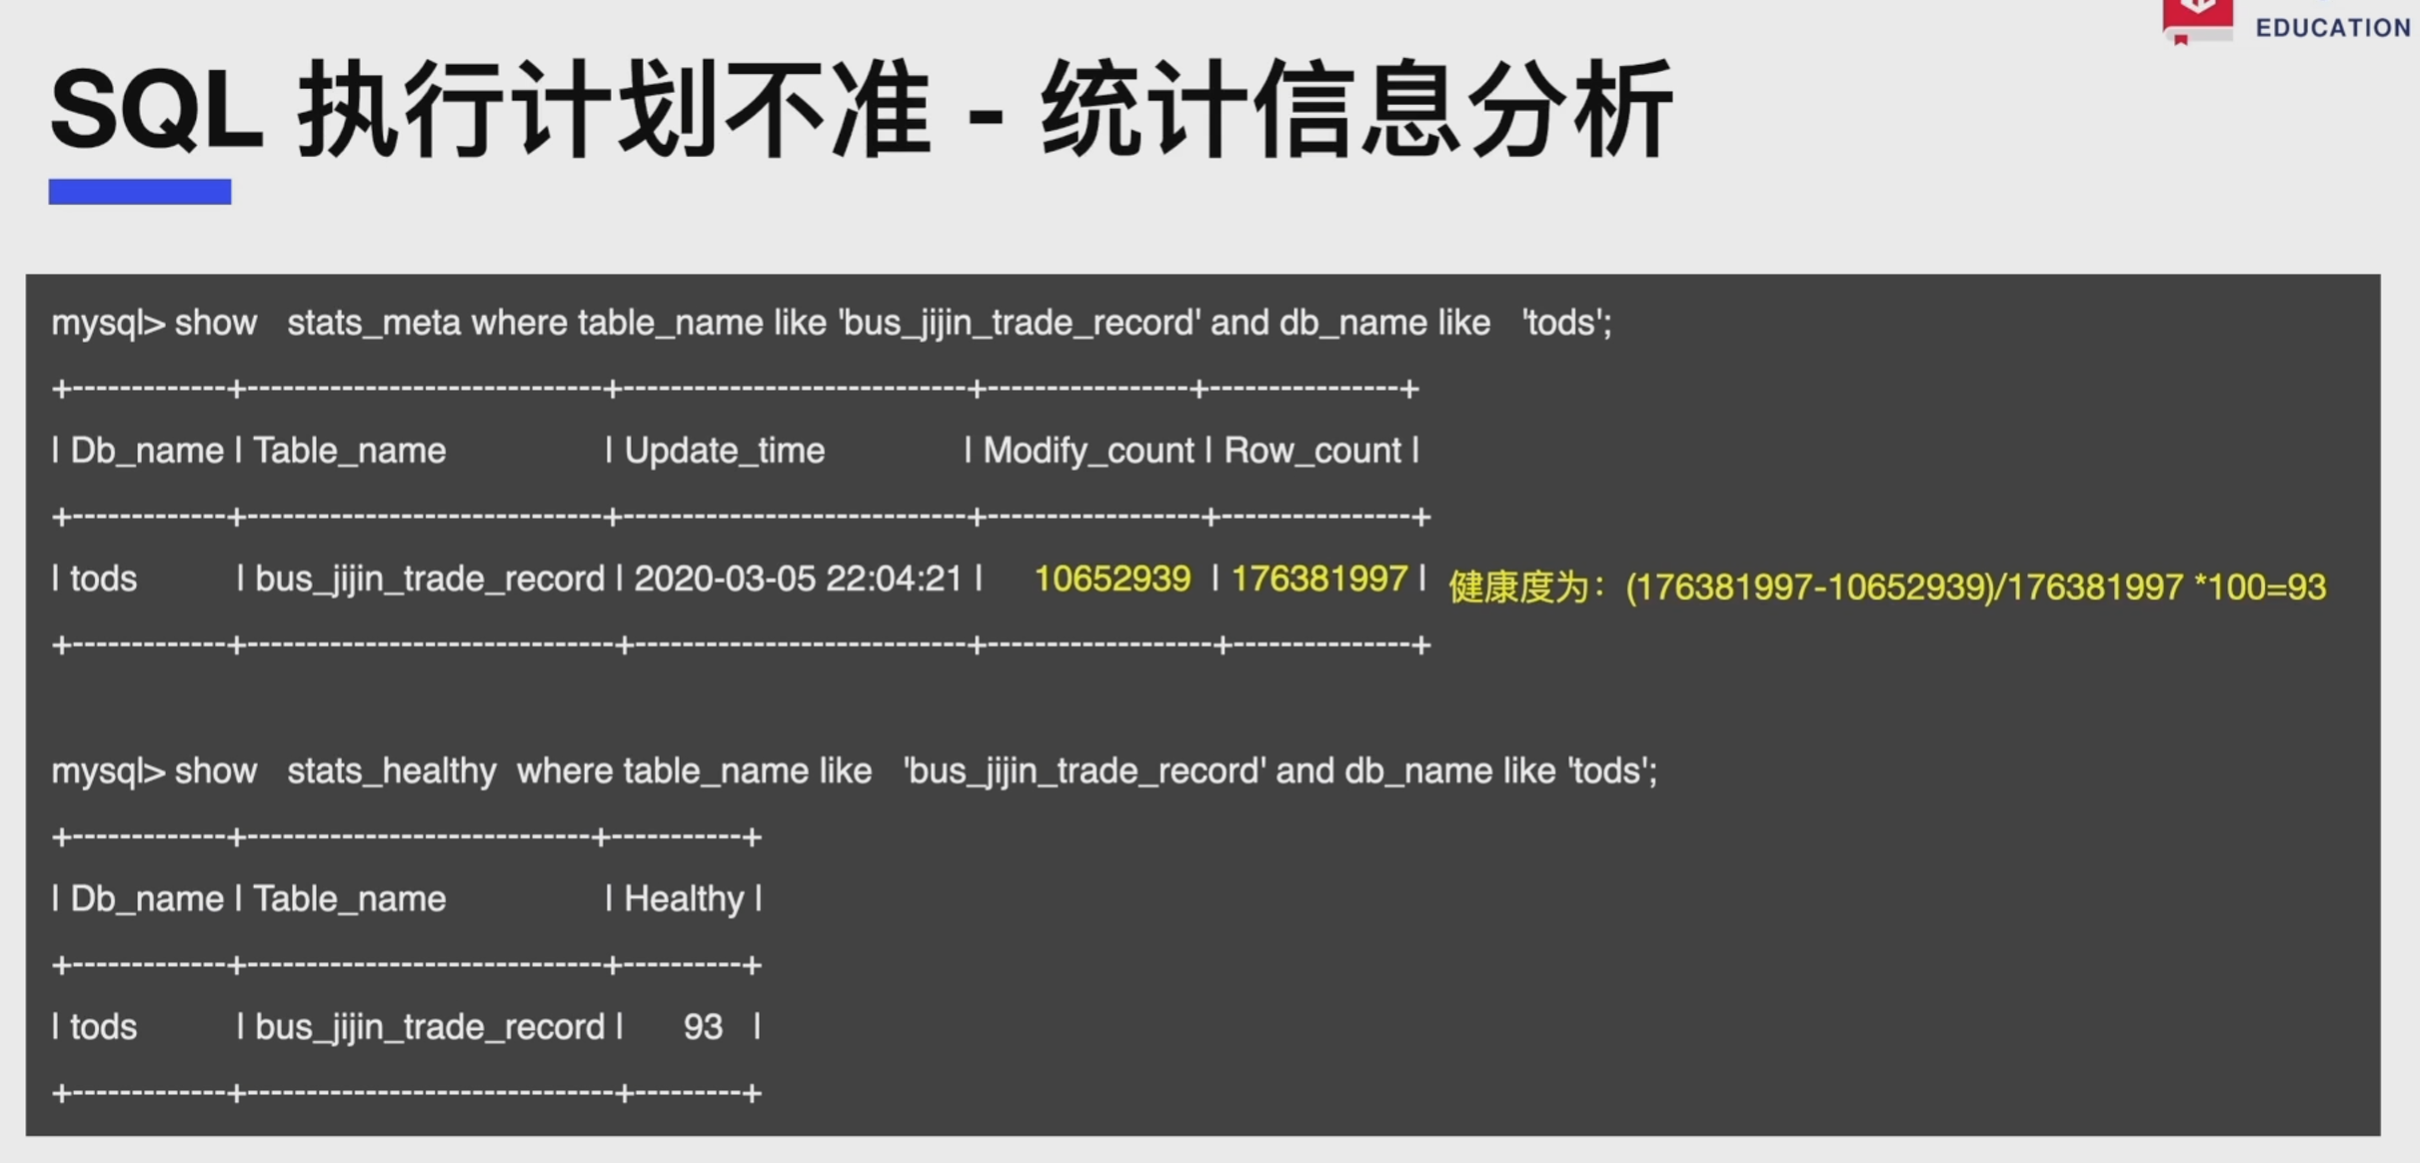 EDUCATION
SQL 执行计划不准 - 统计信息分析
mysql> show stats_meta where table_name like 'bus_jijin_trade_record' and db_name like 'tods';
+-------------+------------------------------+-----------------------------+-----------------+----------------+
| Db_name | Table_name | Update_time | Modify_count | Row_count |
+-------------+------------------------------+-----------------------------+--------------------+----------------+
| tods | bus_jijin_trade_record | 2020-03-05 22:04:21 | 10652939 | 176381997 | 健康度为：(176381997-10652939)/176381997 *100=93
+-------------+-------------------------------+----------------------------+-------------------+---------------+
mysql> show stats_healthy where table_name like 'bus_jijin_trade_record' and db_name like 'tods';
+-------------+-----------------------------+-----------+
| Db_name | Table_name | Healthy |
+-------------+------------------------------+----------+
| tods | bus_jijin_trade_record | 93 |
+-------------+-------------------------------+---------+